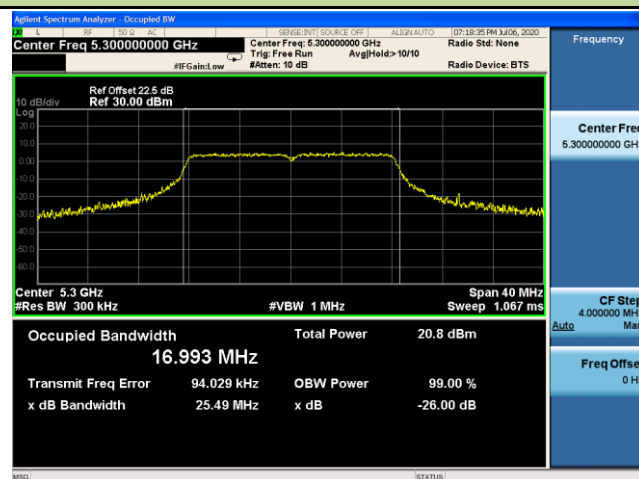 Agilent Spectrum Analyzer - Occupied BW
L RF 50 Ω AC SENSE:INT SOURCE OFF ALIGN AUTO 07:18:35 PM Jul 06, 2020
Center Freq 5.300000000 GHz
Center Freq: 5.300000000 GHz
Radio Std: None
Trig: Free Run Avg|Hold:>10/10
#IFGain:Low
#Atten: 10 dB
Radio Device: BTS
Frequency
Ref Offset 22.5 dB
10 dB/div Ref 30.00 dBm
Log
20.0
10.0
0.00
-10.0
-20.0
-30.0
-40.0
-50.0
-60.0
Center Freq
5.300000000 GH
Center 5.3 GHz
Span 40 MHz
#Res BW 300 kHz
#VBW 1 MHz
Sweep 1.067 ms
CF Step
4.000000 MH
Auto Ma
Occupied Bandwidth
Total Power 20.8 dBm
16.993 MHz
Transmit Freq Error 94.029 kHz
OBW Power 99.00 %
x dB Bandwidth 25.49 MHz
x dB -26.00 dB
Freq Offse
0 H
MSG
STATUS